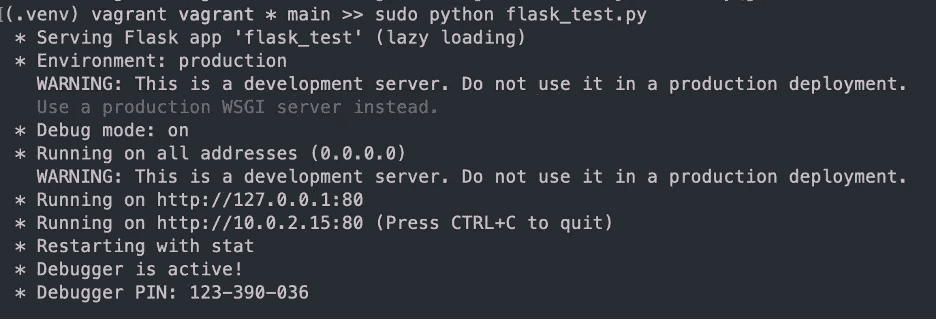 (.venv) vagrant vagrant * main >> sudo python flask_test.py
* Serving Flask app 'flask_test' (lazy loading)
* Environment: production
WARNING: This is a development server. Do not use it in a production deployment.
Use a production WSGI server instead.
* Debug mode: on
* Running on all addresses (0.0.0.0)
WARNING: This is a development server. Do not use it in a production deployment.
* Running on http://127.0.0.1:80
* Running on http://10.0.2.15:80 (Press CTRL+C to quit)
* Restarting with stat
* Debugger is active!
* Debugger PIN: 123-390-036